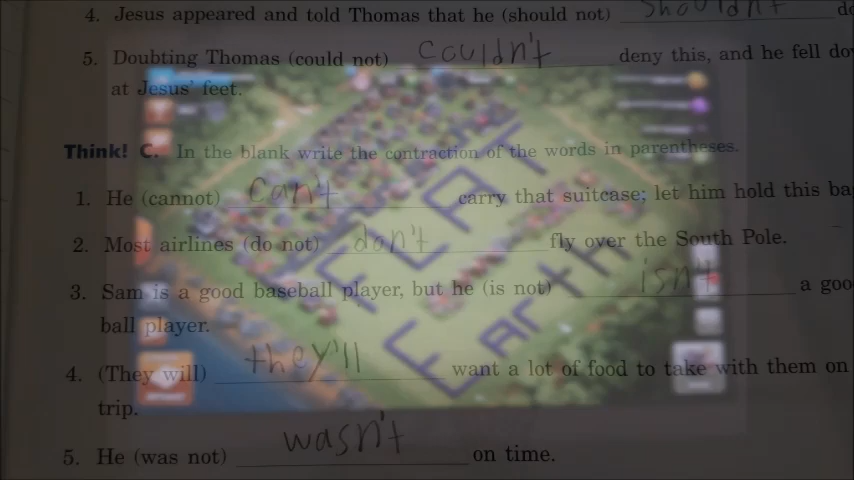 4. Jesus appeared and told Thomas that he (should not) shouldn't do
5. Doubting Thomas (could not) couldn't deny this, and he fell do
at Jesus' feet.
Think! C. In the blank write the contraction of the words in parentheses.
1. He (cannot) can't carry that suitcase; let him hold this ba
2. Most airlines (do not) don't fly over the South Pole.
3. Sam is a good baseball player, but he (is not) isn't a goo
ball player.
4. (They will) they'll want a lot of food to take with them on
trip.
5. He (was not) wasn't on time.
FLAT
Earth